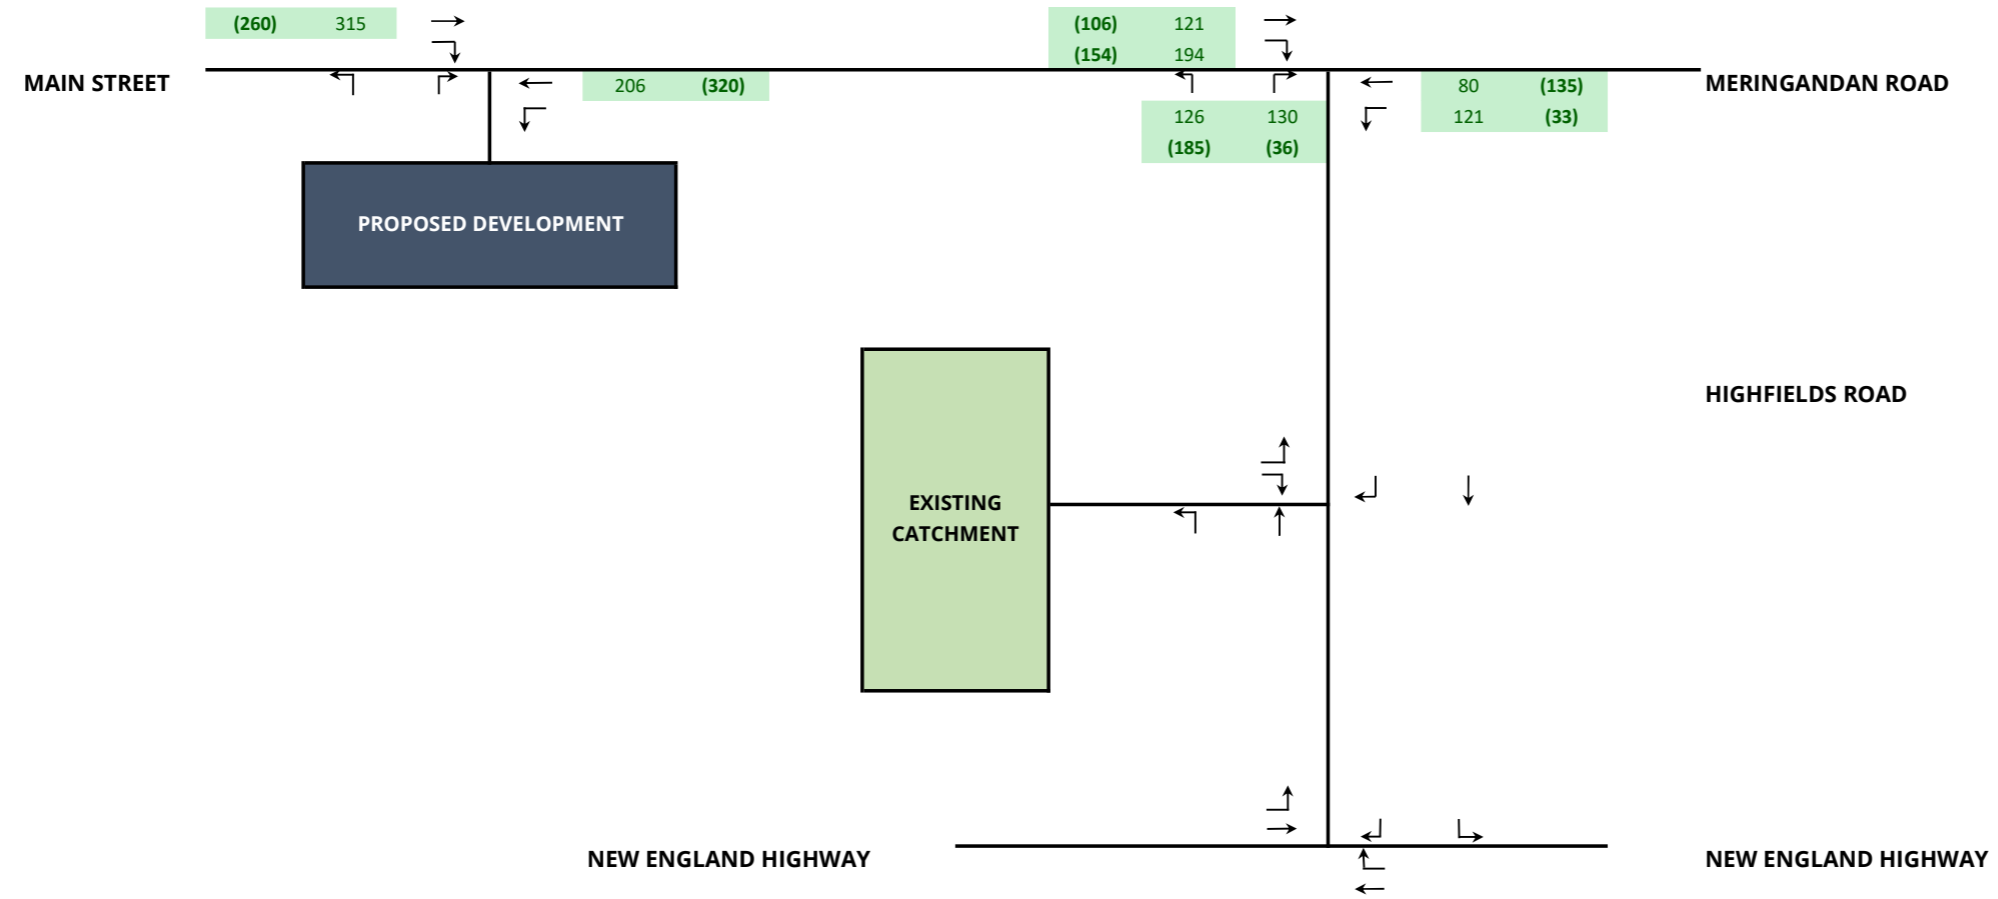 (260) 315
(106) 121
(154) 194
MAIN STREET
206 (320)
80 (135)
MERINGANDAN ROAD
126 130
121 (33)
(185) (36)
PROPOSED DEVELOPMENT
HIGHFIELDS ROAD
EXISTING
CATCHMENT
NEW ENGLAND HIGHWAY
NEW ENGLAND HIGHWAY